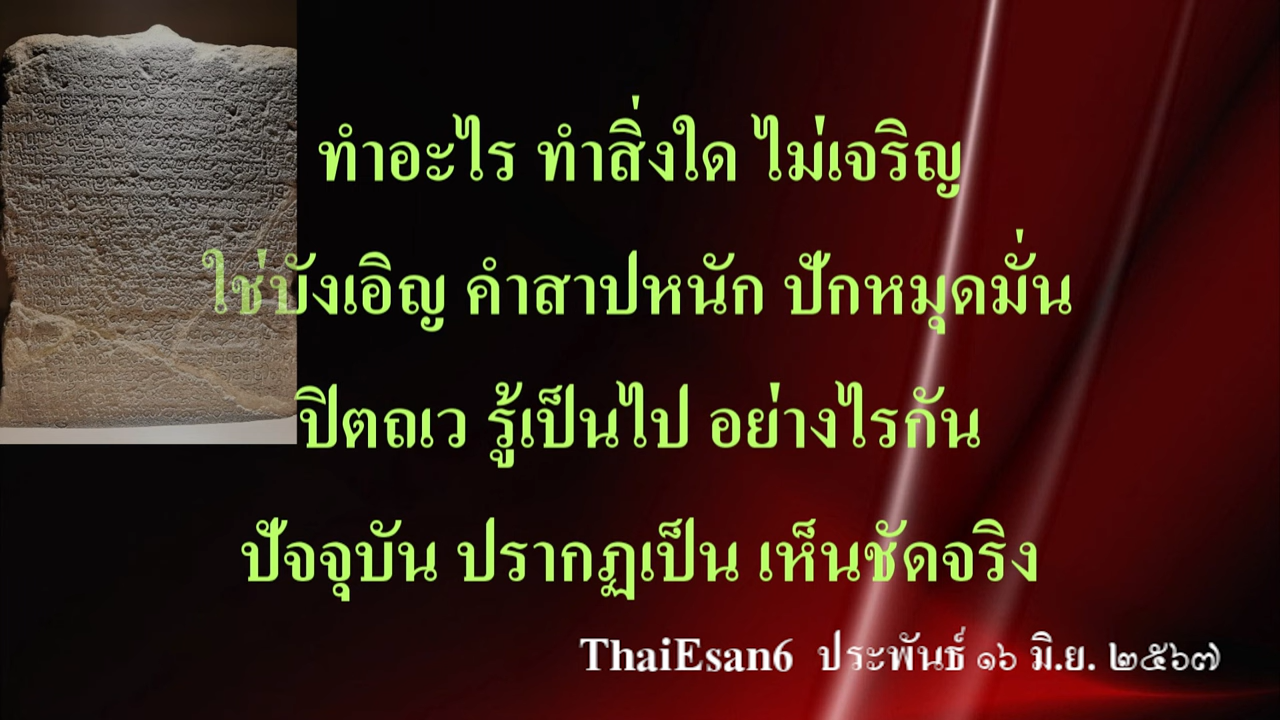 ทำอะไร ทำสิ่งใด ไม่เจริญ
ใช่บังเอิญ คำสาปหนัก ปักหมุดมั่น
ปิตถเว รู้เป็นไป อย่างไรกัน
ปัจจุบัน ปรากฏเป็น เห็นชัดจริง
ThaiEsan6 ประพันธ์ ๑๖ มิ.ย. ๒๕๖๗